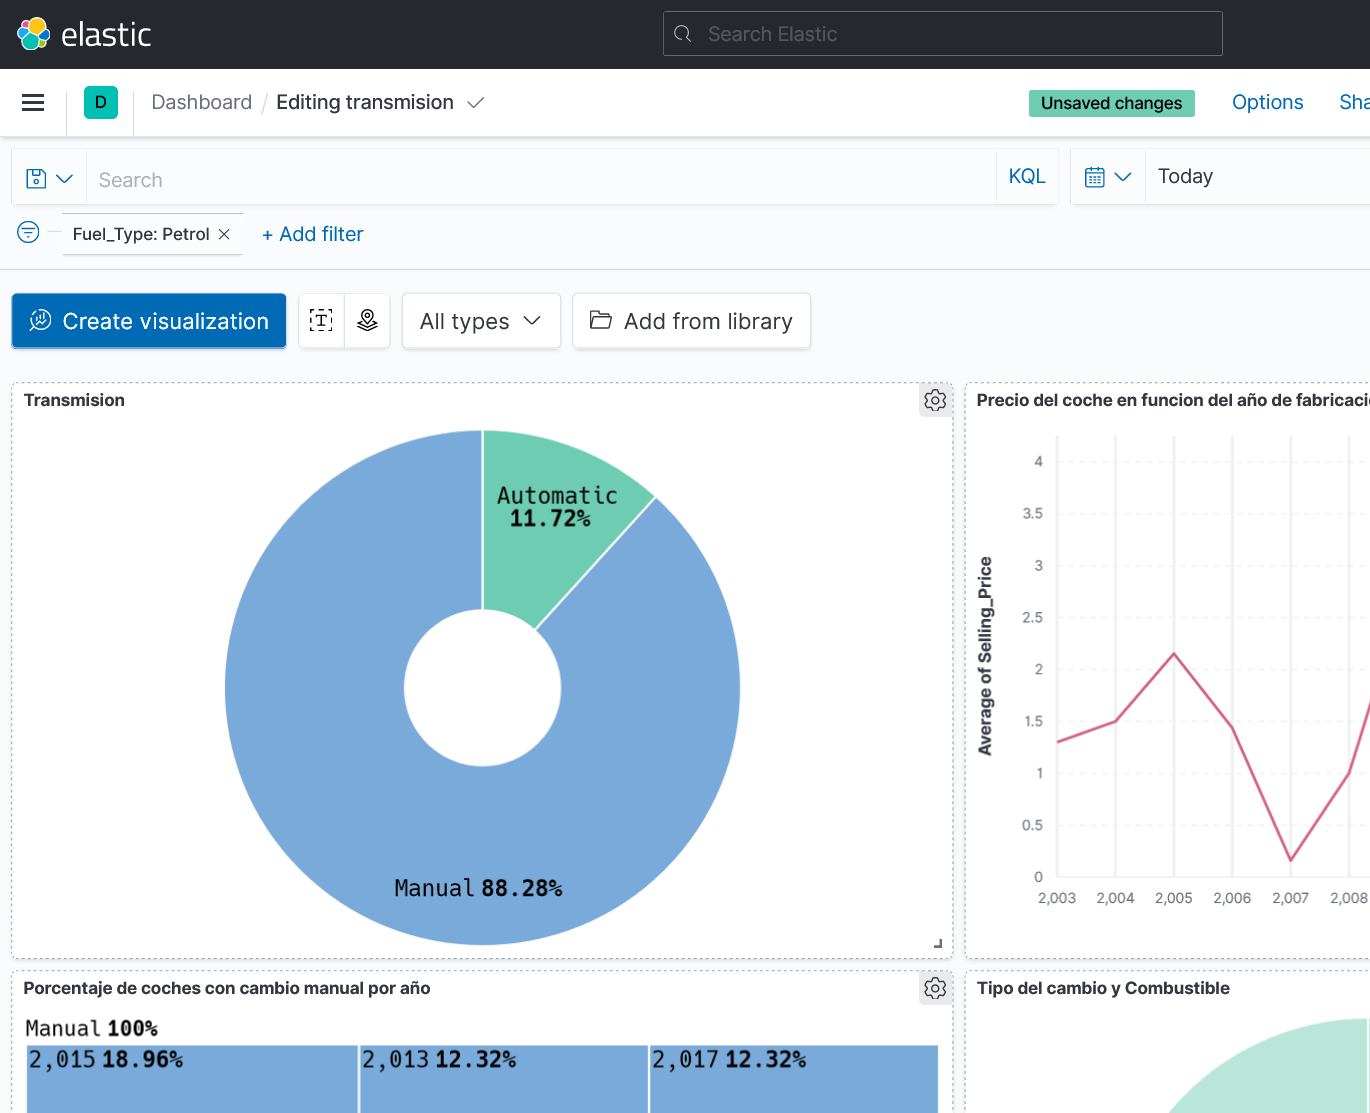 elastic
Search Elastic
D
Dashboard / Editing transmision
Unsaved changes
Options
Sha
Search
KQL
Today
Fuel_Type: Petrol
+ Add filter
Create visualization
All types
Add from library
Transmision
Automatic
11.72%
Manual 88.28%
Precio del coche en funcion del año de fabricaci
Average of Selling_Price
4
3.5
3
2.5
2
1.5
1
0.5
0
2,003 2,004 2,005 2,006 2,007 2,008
Porcentaje de coches con cambio manual por año
Manual 100%
2,015 18.96%
2,013 12.32%
2,017 12.32%
Tipo del cambio y Combustible